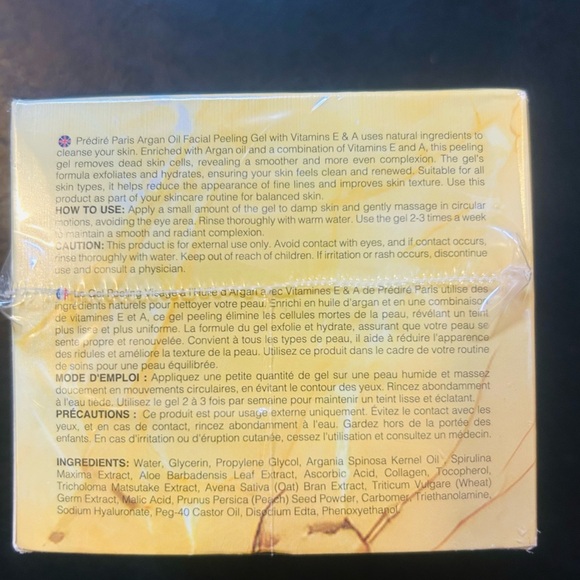 Prédiré Paris Argan Oil Facial Peeling Gel with Vitamins E & A uses natural ingredients to
cleanse your skin. Enriched with Argan oil and a combination of Vitamins E and A, this peeling
gel removes dead skin cells, revealing a smoother and more even complexion. The gel's
formula exfoliates and hydrates, ensuring your skin feels clean and renewed. Suitable for all
skin types, it helps reduce the appearance of fine lines and improves skin texture. Use this
product as part of your skincare routine for balanced skin.
HOW TO USE: Apply a small amount of the gel to damp skin and gently massage in circular
motions, avoiding the eye area. Rinse thoroughly with warm water. Use the gel 2-3 times a week
to maintain a smooth and radiant complexion.
CAUTION: This product is for external use only. Avoid contact with eyes, and if contact occurs,
rinse thoroughly with water. Keep out of reach of children. If irritation or rash occurs, discontinue
use and consult a physician.
Le Gel Peeling Visage à l'Huile d'Argan avec Vitamines E & A de Prédiré Paris utilise des
ingrédients naturels pour nettoyer votre peau. Enrichi en huile d'argan et en une combinaison
de vitamines E et A, ce gel peeling élimine les cellules mortes de la peau, révélant un teint
plus lisse et plus uniforme. La formule du gel exfolie et hydrate, assurant que votre peau se
sente propre et renouvelée. Convient à tous les types de peau, il aide à réduire l'apparence
des ridules et améliore la texture de la peau. Utilisez ce produit dans le cadre de votre routine
de soins pour une peau équilibrée.
MODE D'EMPLOI : Appliquez une petite quantité de gel sur une peau humide et massez
doucement en mouvements circulaires, en évitant le contour des yeux. Rincez abondamment
à l'eau tiède. Utilisez le gel 2 à 3 fois par semaine pour maintenir un teint lisse et éclatant.
PRÉCAUTIONS : Ce produit est pour usage externe uniquement. Évitez le contact avec les
yeux, et en cas de contact, rincez abondamment à l'eau. Gardez hors de la portée des
enfants. En cas d'irritation ou d'éruption cutanée, cessez l'utilisation et consultez un médecin.
INGREDIENTS: Water, Glycerin, Propylene Glycol, Argania Spinosa Kernel Oil, Spirulina
Maxima Extract, Aloe Barbadensis Leaf Extract, Ascorbic Acid, Collagen, Tocopherol,
Tricholoma Matsutake Extract, Avena Sativa (Oat) Bran Extract, Triticum Vulgare (Wheat)
Germ Extract, Malic Acid, Prunus Persica (Peach) Seed Powder, Carbomer, Triethanolamine,
Sodium Hyaluronate, Peg-40 Castor Oil, Disodium Edta, Phenoxyethanol.